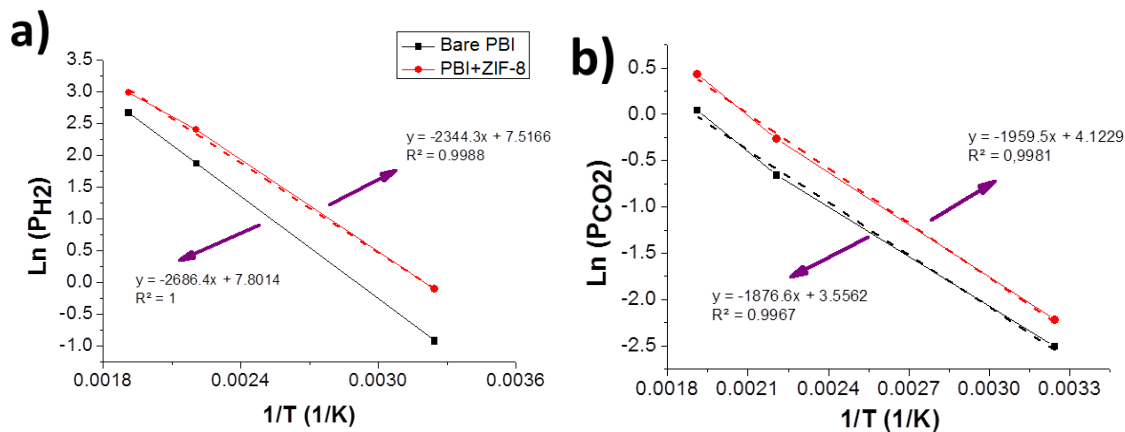 a)
Bare PBI
PBI+ZIF-8
3.5
3.0
2.5
2.0
1.5
1.0
0.5
0.0
-0.5
-1.0
Ln (PH2)
y = -2344.3x + 7.5166
R² = 0.9988
y = -2686.4x + 7.8014
R² = 1
0.0018 0.0024 0.0030 0.0036
1/T (1/K)
b)
0.5
0.0
-0.5
-1.0
-1.5
-2.0
-2.5
Ln (PCO2)
y = -1959.5x + 4.1229
R² = 0,9981
y = -1876.6x + 3.5562
R² = 0.9967
0.0018 0.0021 0.0024 0.0027 0.0030 0.0033
1/T (1/K)